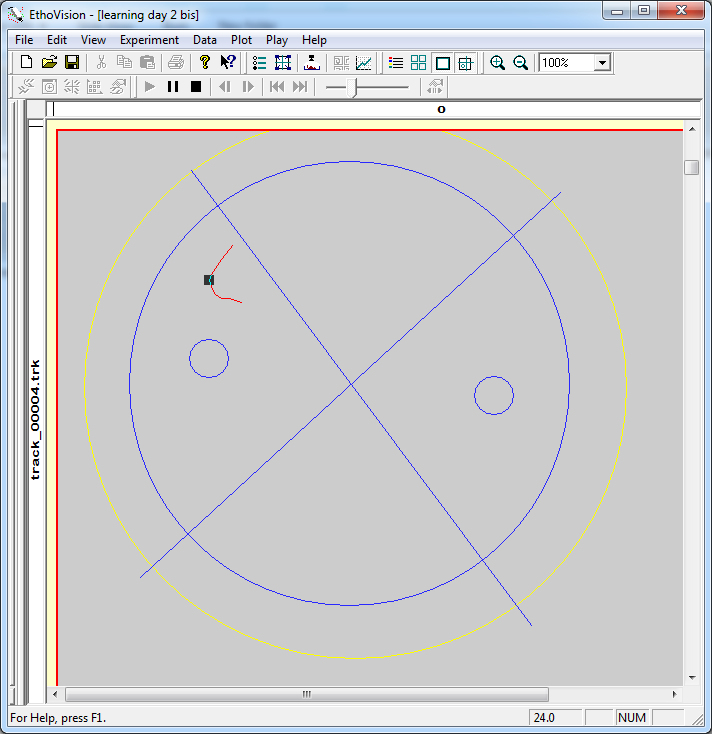 EthoVision - [learning day 2 bis]
File Edit View Experiment Data Plot Play Help
100%
0
track_00004.trk
For Help, press F1.
24.0
NUM